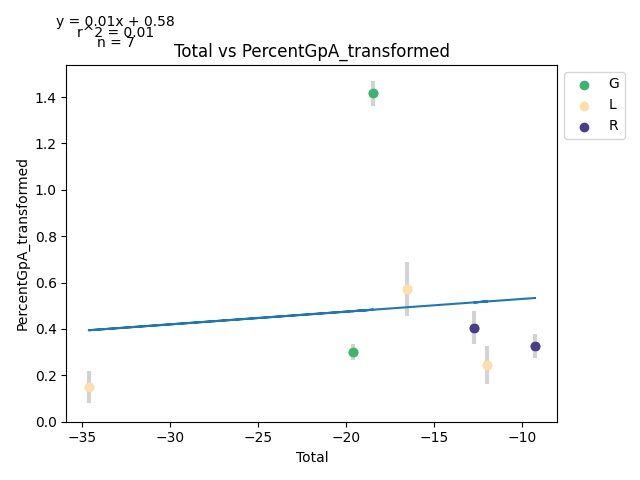 y = 0.01x + 0.58
r^2 = 0.01
n = 7
Total vs PercentGpA_transformed
G
L
R
1.4
1.2
1.0
0.8
0.6
0.4
0.2
0.0
PercentGpA_transformed
−35
−30
−25
−20
−15
−10
Total